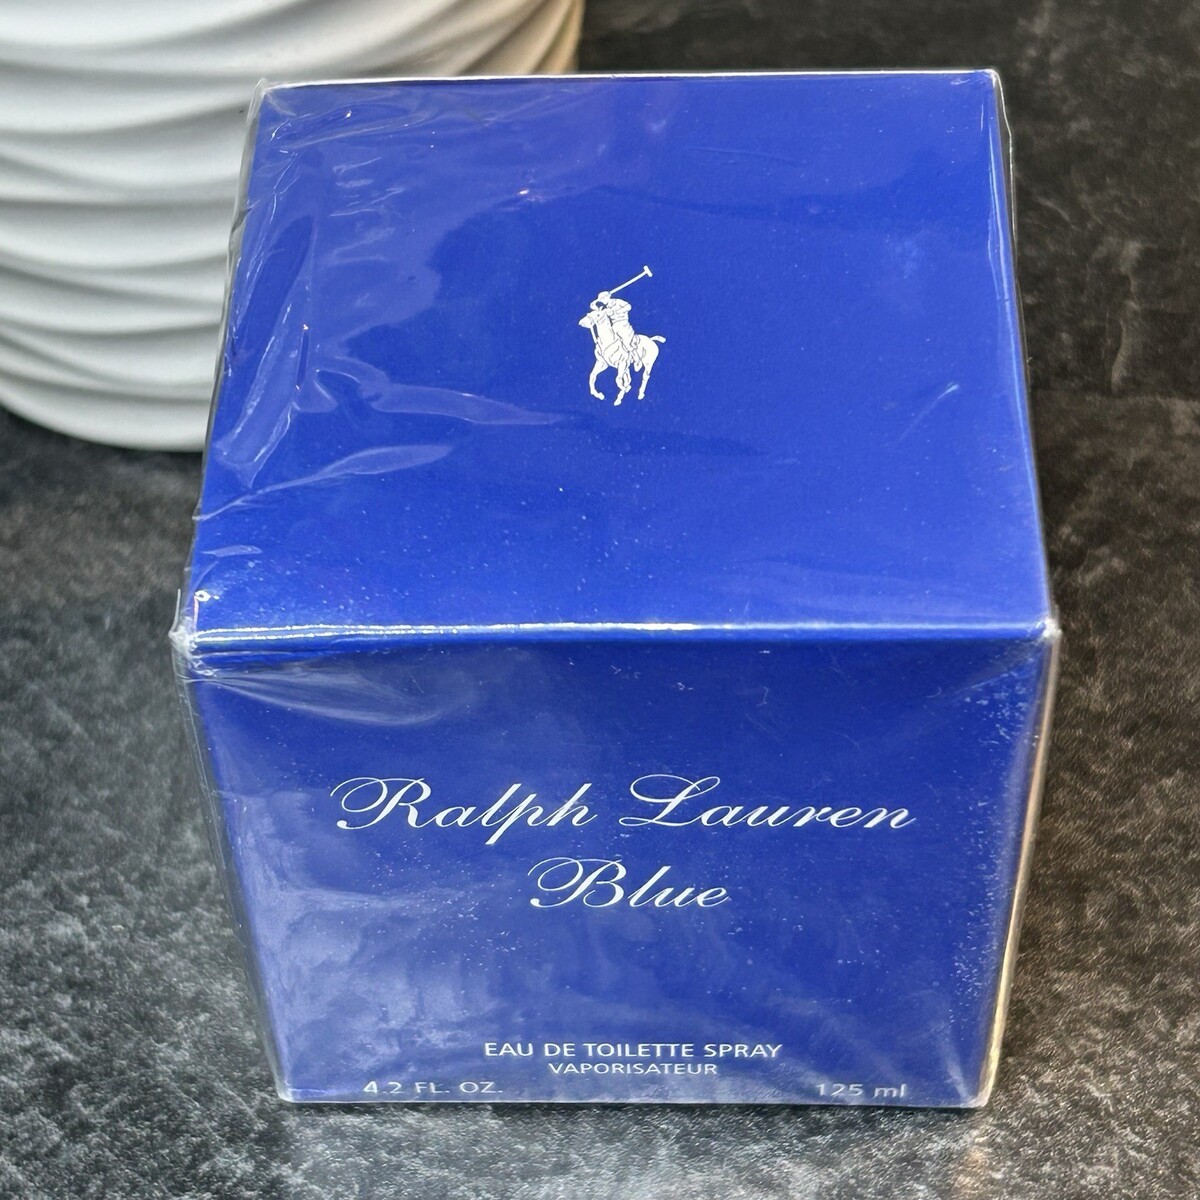 Ralph Lauren
Blue
EAU DE TOILETTE SPRAY
VAPORISATEUR
4.2 FL. OZ. 125 ml